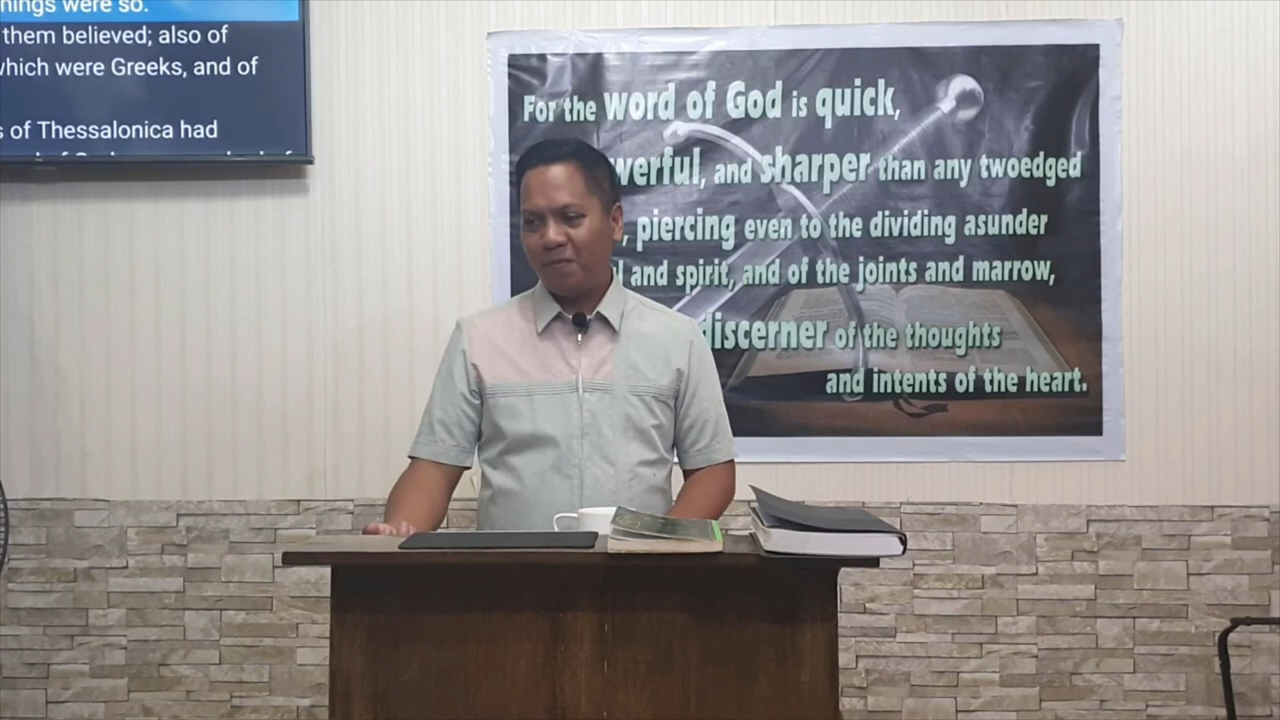 nings were so.
them believed; also of
which were Greeks, and of
s of Thessalonica had
For the word of God is quick,
werful, and sharper than any twoedged
, piercing even to the dividing asunder
l and spirit, and of the joints and marrow,
discerner of the thoughts
and intents of the heart.